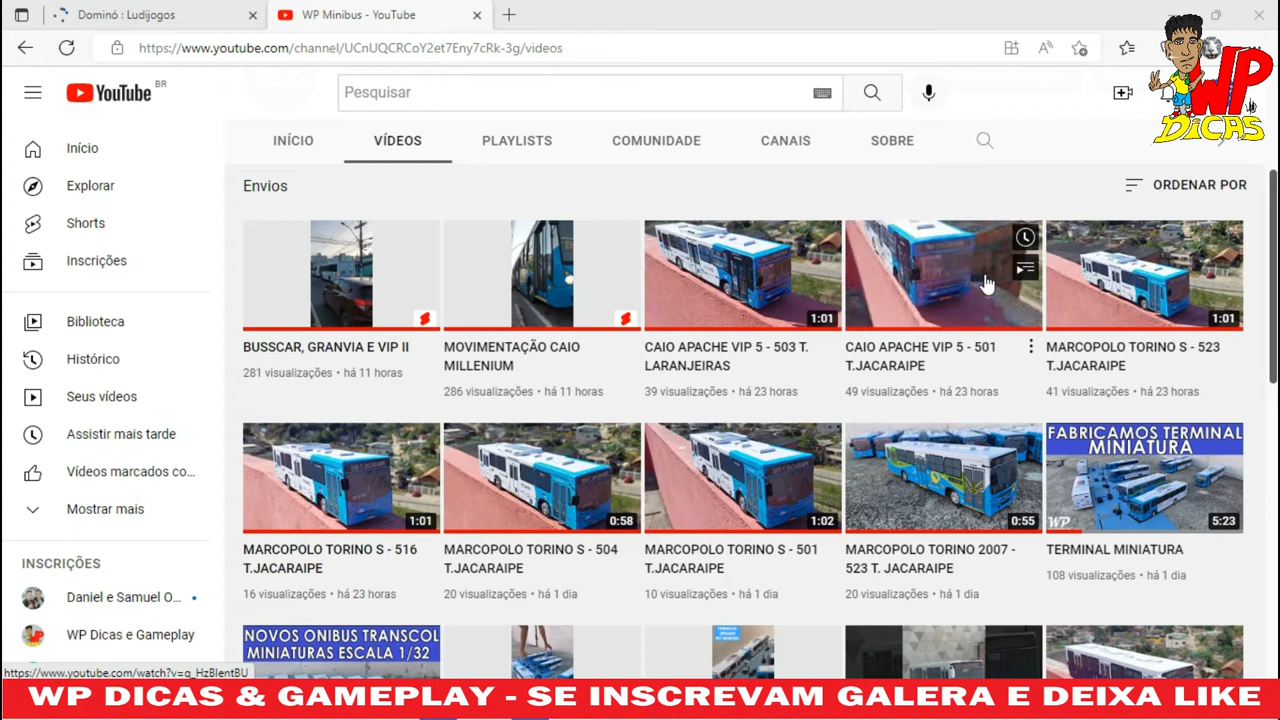 Dominó : Ludijogos
WP Minibus - YouTube
https://www.youtube.com/channel/UCnUQCRCoY2et7Eny7cRk-3g/videos
WP
DiCAS
YouTube BR
Pesquisar
INÍCIO
VÍDEOS
PLAYLISTS
COMUNIDADE
CANAIS
SOBRE
Início
Explorar
Shorts
Inscrições
Biblioteca
Histórico
Seus vídeos
Assistir mais tarde
Vídeos marcados co...
Mostrar mais
INSCRIÇÕES
Daniel e Samuel O...
WP Dicas e Gameplay
Envios
ORDENAR POR
BUSSCAR, GRANVIA E VIP II
281 visualizações • há 11 horas
MOVIMENTAÇÃO CAIO
MILLENIUM
286 visualizações • há 11 horas
1:01
CAIO APACHE VIP 5 - 503 T.
LARANJEIRAS
39 visualizações • há 23 horas
CAIO APACHE VIP 5 - 501
T.JACARAIPE
49 visualizações • há 23 horas
1:01
MARCOPOLO TORINO S - 523
T.JACARAIPE
41 visualizações • há 23 horas
1:01
MARCOPOLO TORINO S - 516
T.JACARAIPE
16 visualizações • há 23 horas
0:58
MARCOPOLO TORINO S - 504
T.JACARAIPE
20 visualizações • há 1 dia
1:02
MARCOPOLO TORINO S - 501
T.JACARAIPE
10 visualizações • há 1 dia
0:55
MARCOPOLO TORINO 2007 -
523 T. JACARAIPE
20 visualizações • há 1 dia
FABRICAMOS TERMINAL
MINIATURA
WP
5:23
TERMINAL MINIATURA
108 visualizações • há 1 dia
NOVOS ONIBUS TRANSCOL
MINIATURAS ESCALA 1/32
https://www.youtube.com/watch?v=q_HzBIentBU
WP DICAS & GAMEPLAY - SE INSCREVAM GALERA E DEIXA LIKE